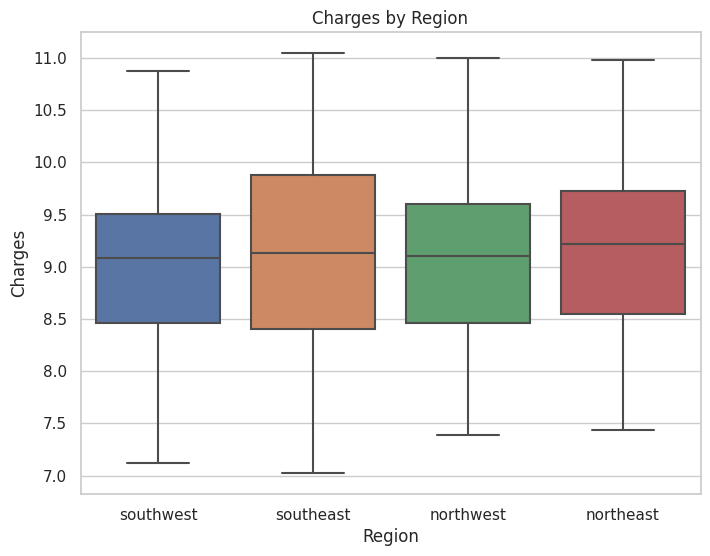 Charges by Region
Charges
11.0
10.5
10.0
9.5
9.0
8.5
8.0
7.5
7.0
southwest southeast northwest northeast
Region